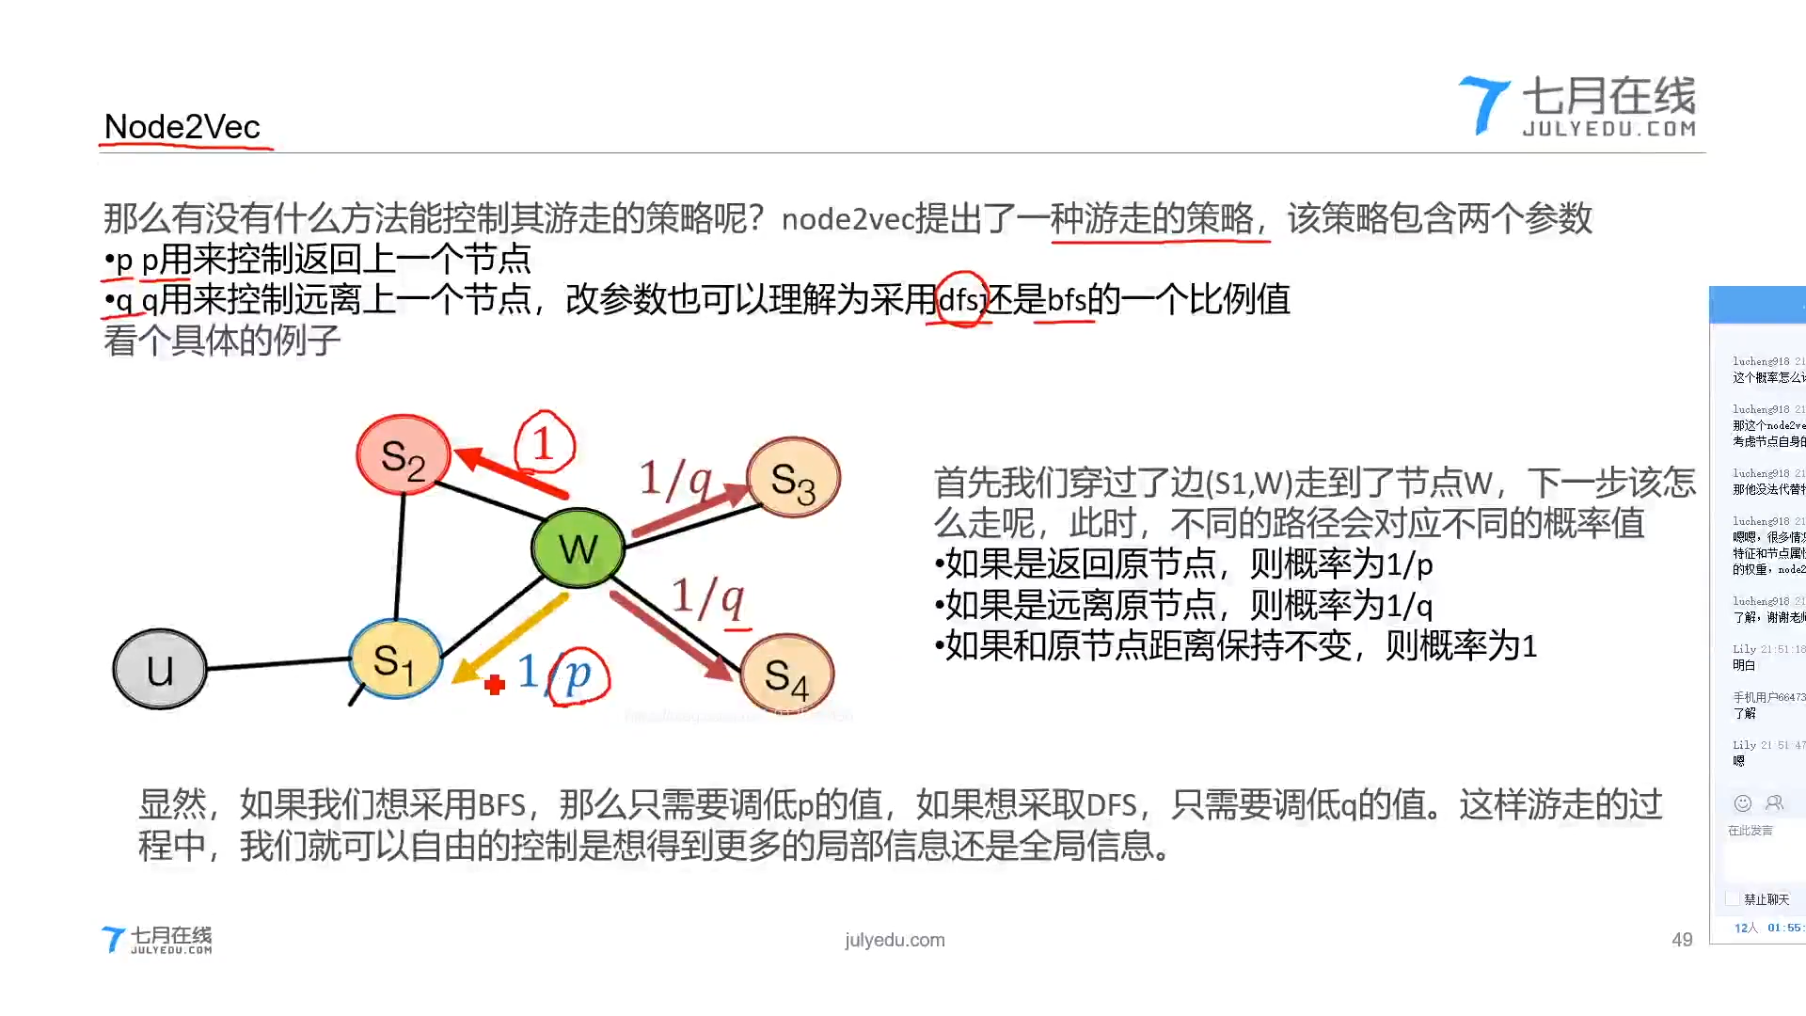 七月在线
JULYEDU.COM
Node2Vec
那么有没有什么方法能控制其游走的策略呢？node2vec提出了一种游走的策略，该策略包含两个参数
•p p用来控制返回上一个节点
•q q用来控制远离上一个节点，改参数也可以理解为采用dfs还是bfs的一个比例值
看个具体的例子
S2
1
1/q
S3
W
1/q
U
S1
1/p
S4
首先我们穿过了边(S1,W)走到了节点W，下一步该怎
么走呢，此时，不同的路径会对应不同的概率值
•如果是返回原节点，则概率为1/p
•如果是远离原节点，则概率为1/q
•如果和原节点距离保持不变，则概率为1
显然，如果我们想采用BFS，那么只需要调低p的值，如果想采取DFS，只需要调低q的值。这样游走的过
程中，我们就可以自由的控制是想得到更多的局部信息还是全局信息。
七月在线
JULYEDU.COM
julyedu.com
49
lucheng918 21
这个概率怎么
lucheng918 21
那这个node2ve
考虑节点自身的
lucheng918 21
那他没法代替
lucheng918 21
嗯嗯，很多情
特征和节点属
的权重，node2
lucheng918 21
了解，谢谢老
Lily 21:51:18
明白
手机用户66473
了解
Lily 21:51:47
嗯
在此发言
禁止聊天
12人 01:55: